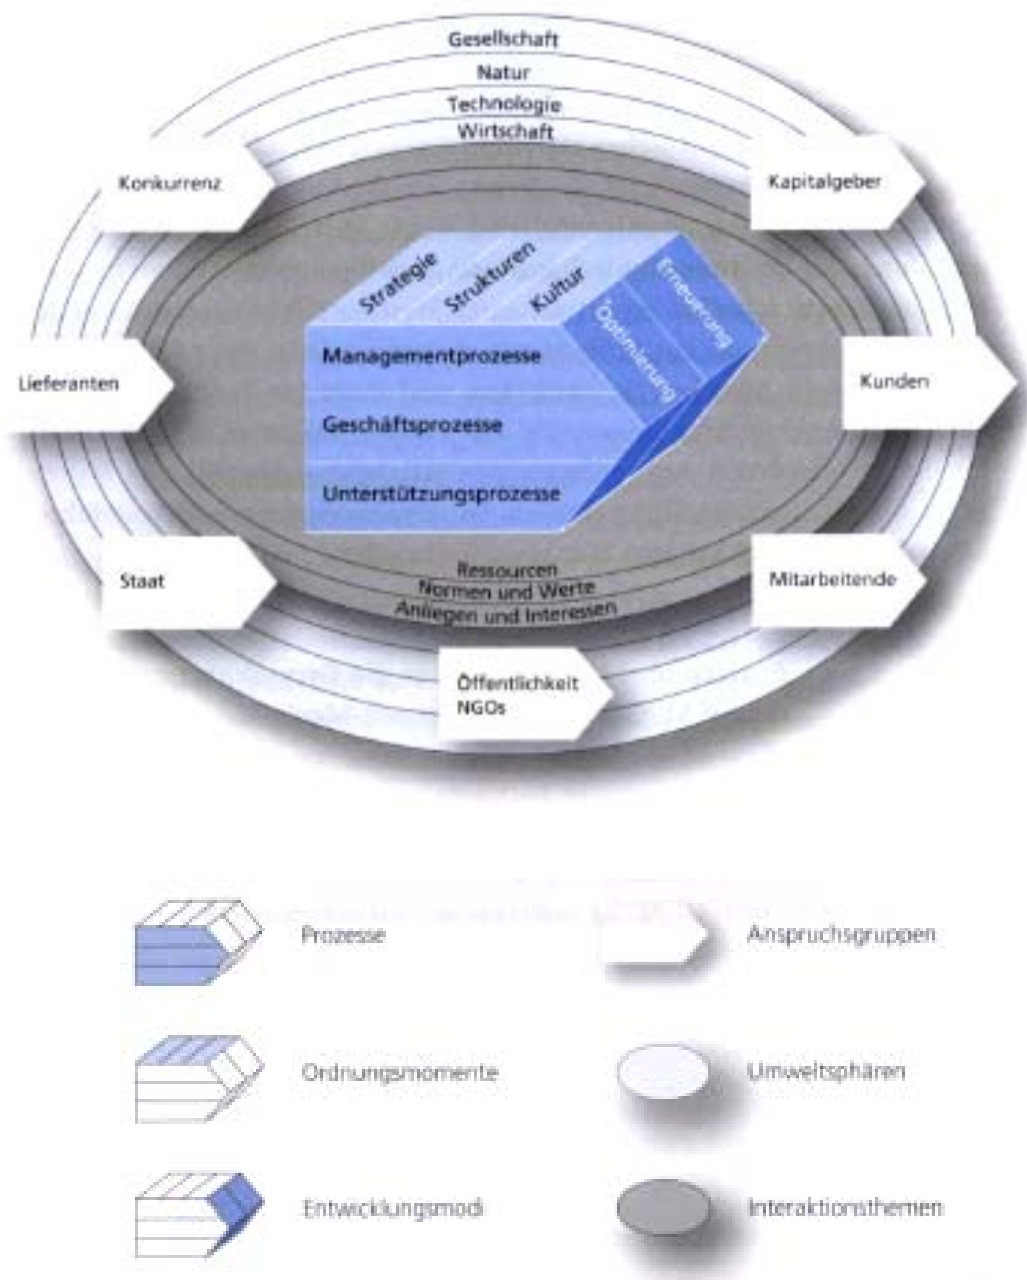 Gesellschaft
Natur
Technologie
Wirtschaft
Konkurrenz
Kapitalgeber
Strategie
Strukturen
Kultur
Erneuerung
Optimierung
Managementprozesse
Geschäftsprozesse
Unterstützungsprozesse
Lieferanten
Kunden
Staat
Mitarbeitende
Ressourcen
Normen und Werte
Anliegen und Interessen
Öffentlichkeit
NGOs
Prozesse
Anspruchsgruppen
Ordnungsmomente
Umweltsphären
Entwicklungsmodi
Interaktionsthemen